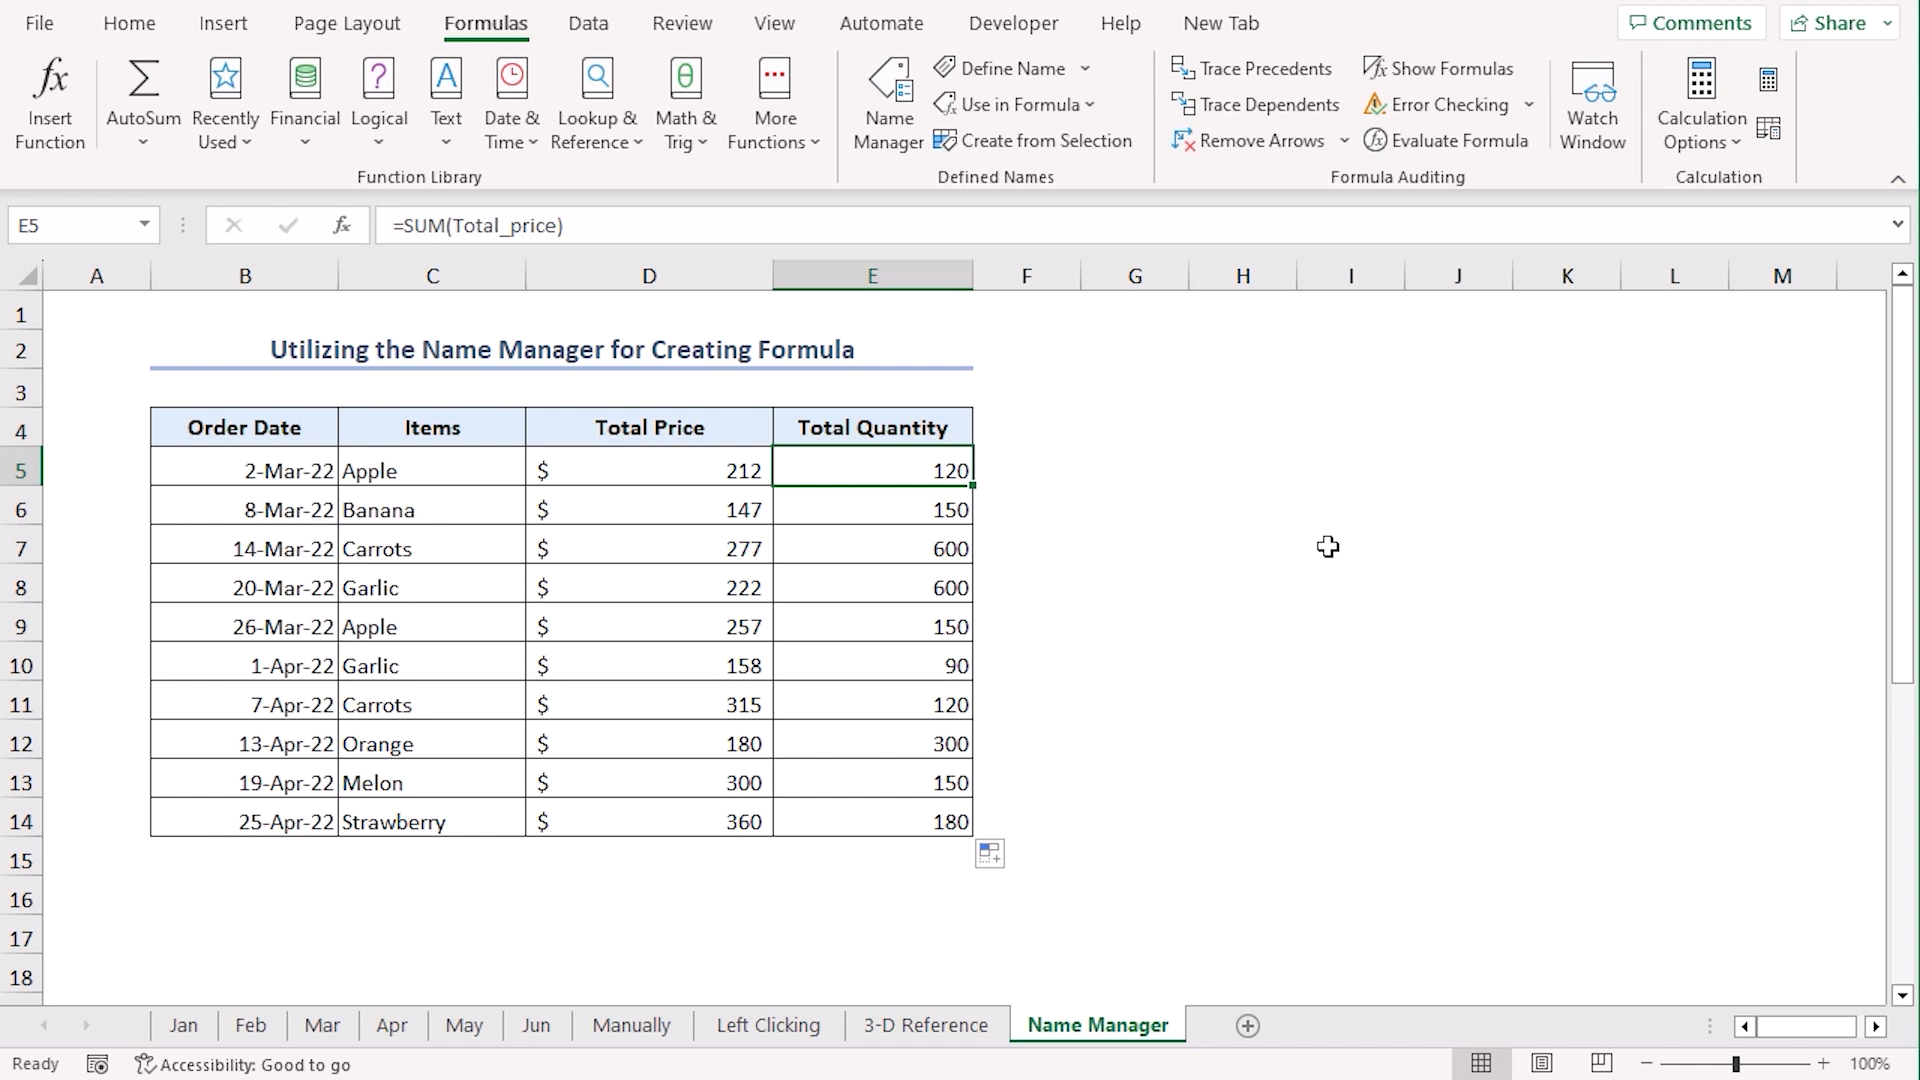 File Home Insert Page Layout Formulas Data Review View Automate Developer Help New Tab Comments Share
fx Insert Function
AutoSum
Recently Used
Financial
Logical
Text
Date & Time
Lookup & Reference
Math & Trig
More Functions
Function Library
Name Manager
Define Name
Use in Formula
Create from Selection
Defined Names
Trace Precedents
Trace Dependents
Remove Arrows
Show Formulas
Error Checking
Evaluate Formula
Formula Auditing
Watch Window
Calculation Options
Calculation
E5 fx =SUM(Total_price)
A B C D E F G H I J K L M
1
2 Utilizing the Name Manager for Creating Formula
3
4 Order Date Items Total Price Total Quantity
5 2-Mar-22 Apple $ 212 120
6 8-Mar-22 Banana $ 147 150
7 14-Mar-22 Carrots $ 277 600
8 20-Mar-22 Garlic $ 222 600
9 26-Mar-22 Apple $ 257 150
10 1-Apr-22 Garlic $ 158 90
11 7-Apr-22 Carrots $ 315 120
12 13-Apr-22 Orange $ 180 300
13 19-Apr-22 Melon $ 300 150
14 25-Apr-22 Strawberry $ 360 180
15
16
17
18
Jan Feb Mar Apr May Jun Manually Left Clicking 3-D Reference Name Manager
Ready Accessibility: Good to go 100%